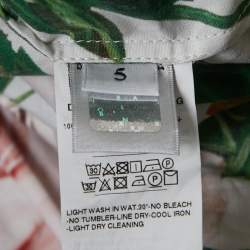 5
LIGHT WASH IN WAT.30°-NO BLEACH
-NO TUMBLER-LINE DRY-COOL IRON
-LIGHT DRY CLEANING